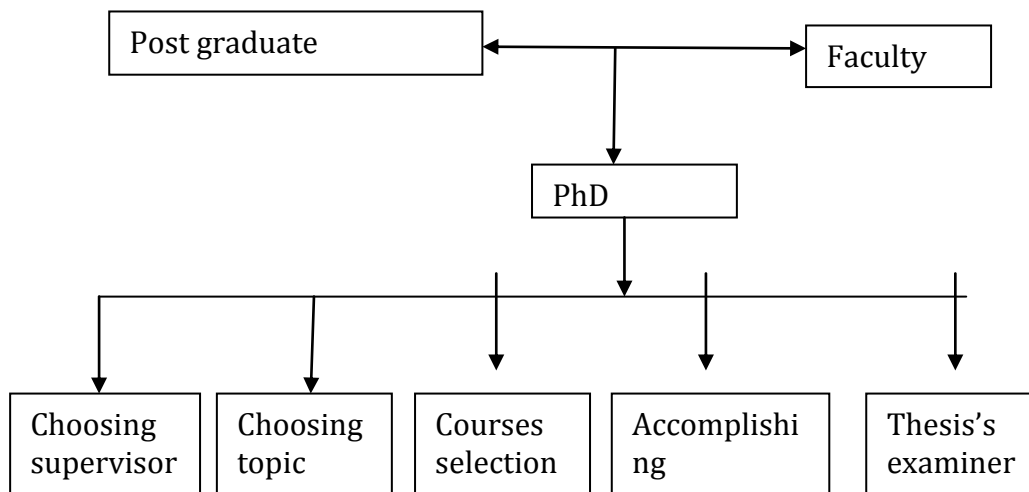 Post graduate
Faculty
PhD
Choosing
supervisor
Choosing
topic
Courses
selection
Accomplishi
ng
Thesis's
examiner